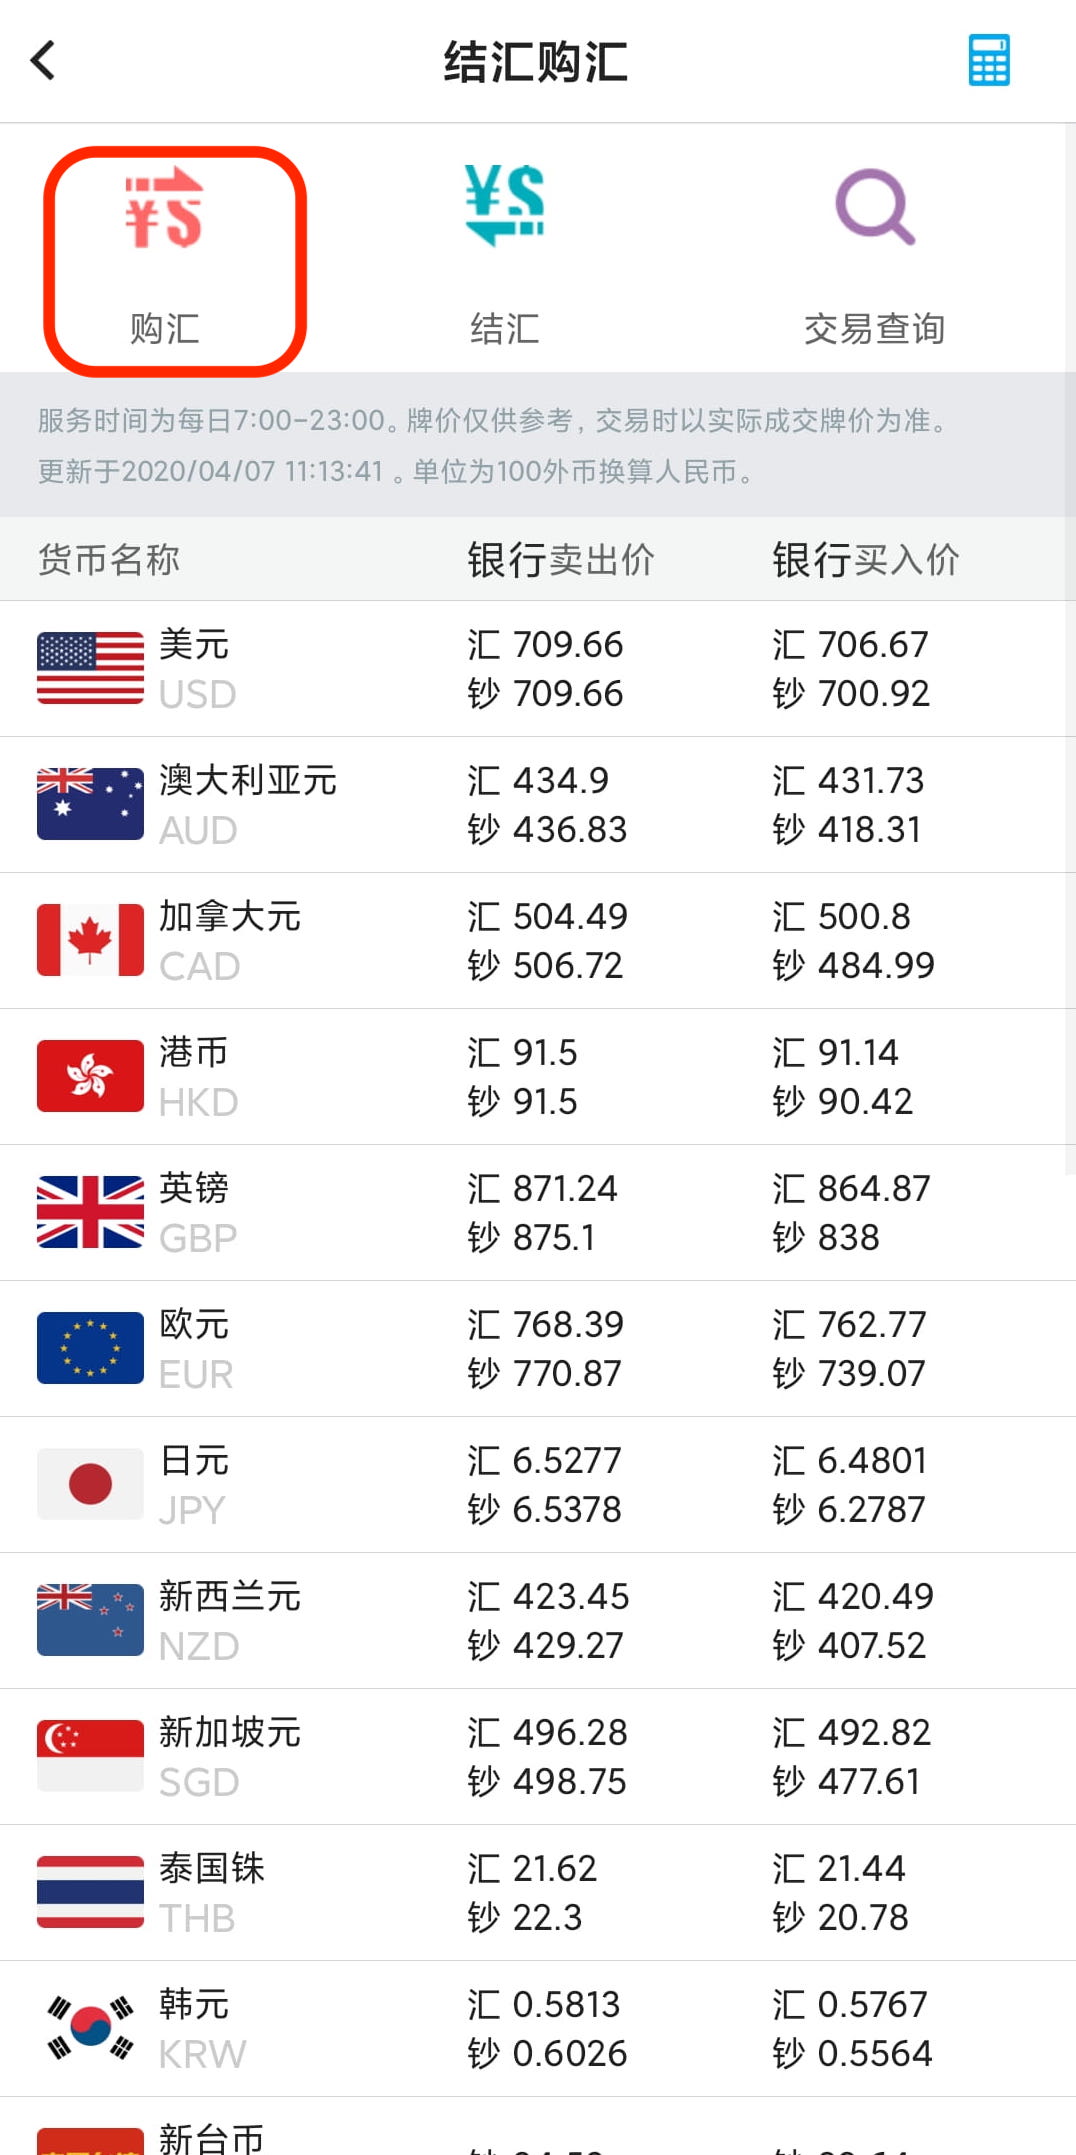 结汇购汇
购汇 结汇 交易查询
服务时间为每日7:00-23:00。牌价仅供参考, 交易时以实际成交牌价为准。
更新于2020/04/07 11:13:41 。单位为100外币换算人民币。
货币名称 银行卖出价 银行买入价
美元 汇 709.66 汇 706.67
USD 钞 709.66 钞 700.92
澳大利亚元 汇 434.9 汇 431.73
AUD 钞 436.83 钞 418.31
加拿大元 汇 504.49 汇 500.8
CAD 钞 506.72 钞 484.99
港币 汇 91.5 汇 91.14
HKD 钞 91.5 钞 90.42
英镑 汇 871.24 汇 864.87
GBP 钞 875.1 钞 838
欧元 汇 768.39 汇 762.77
EUR 钞 770.87 钞 739.07
日元 汇 6.5277 汇 6.4801
JPY 钞 6.5378 钞 6.2787
新西兰元 汇 423.45 汇 420.49
NZD 钞 429.27 钞 407.52
新加坡元 汇 496.28 汇 492.82
SGD 钞 498.75 钞 477.61
泰国铢 汇 21.62 汇 21.44
THB 钞 22.3 钞 20.78
韩元 汇 0.5813 汇 0.5767
KRW 钞 0.6026 钞 0.5564
新台币